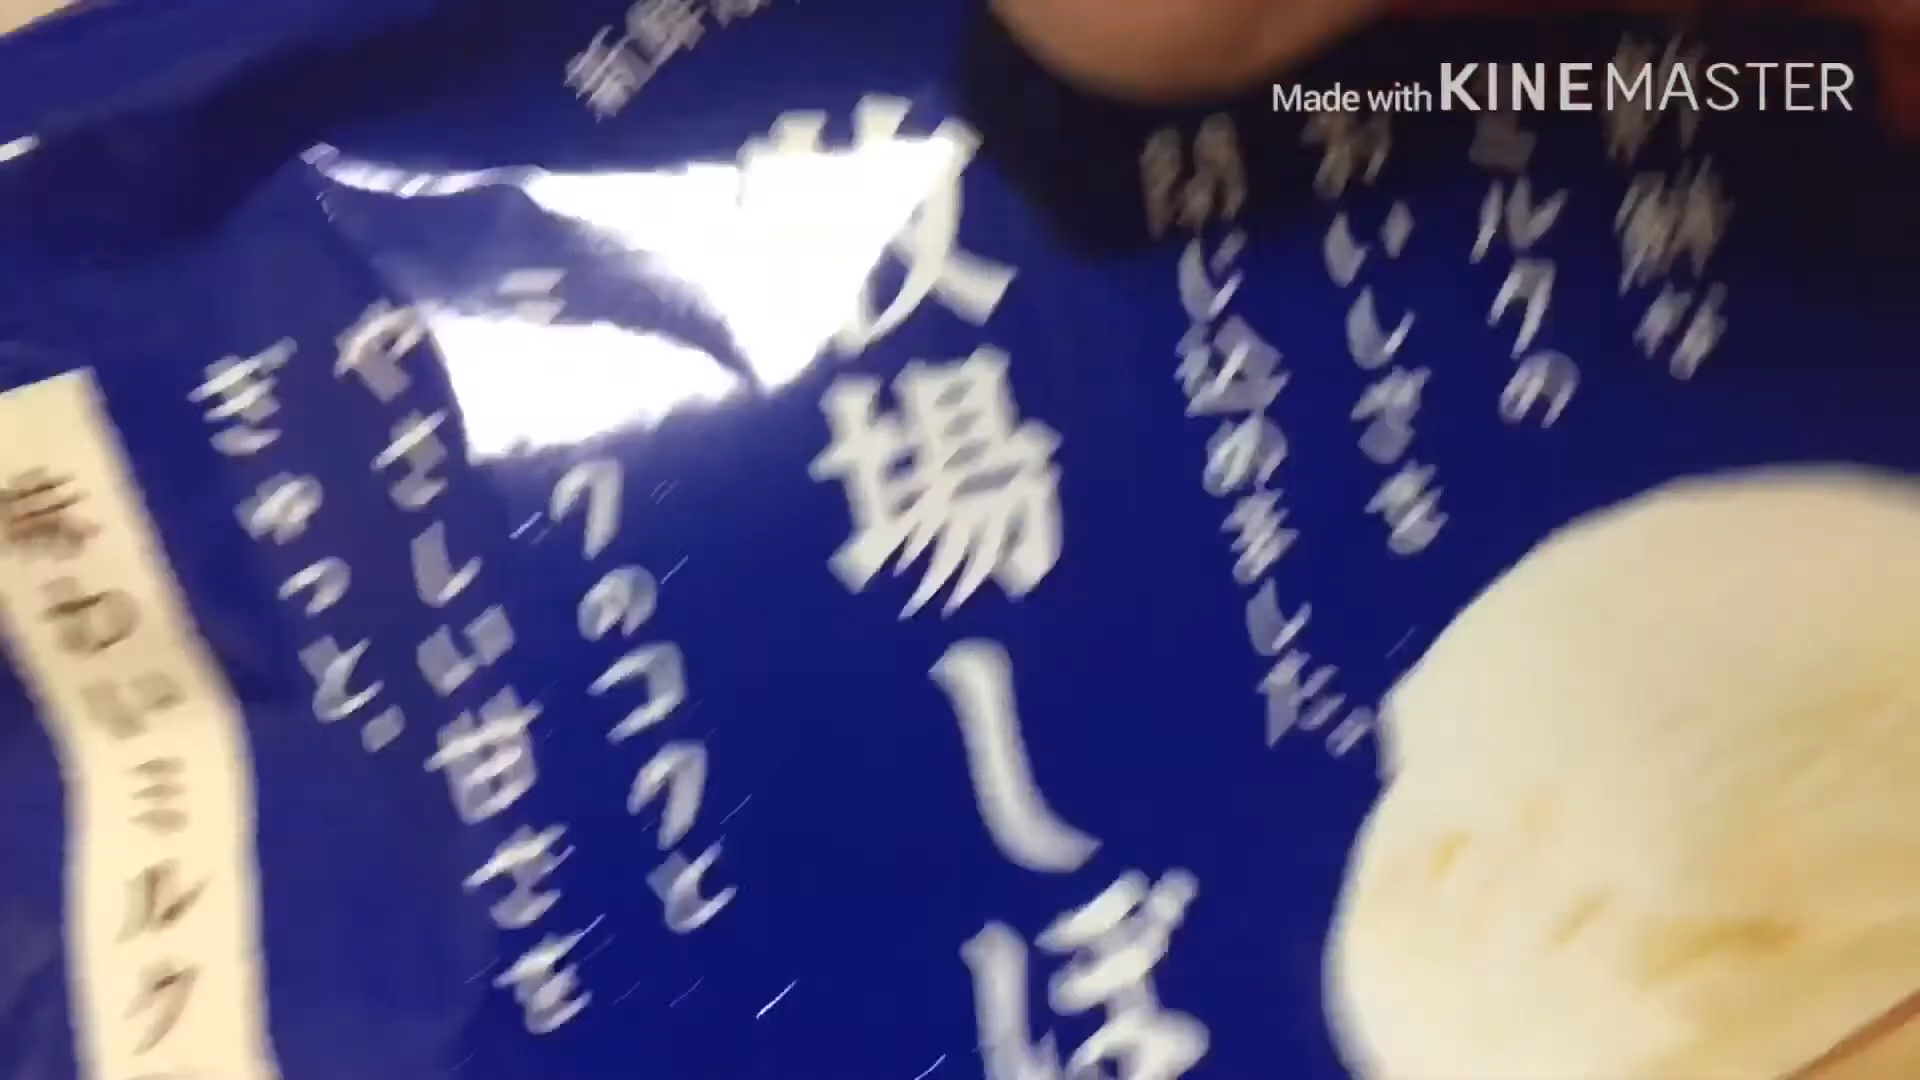 Made with KINEMASTER
新鮮な
ミルクの
おいしさを
閉じ込めました。
牧場しぼ
ミルクのコクと
やさしい甘さを
ぎゅっと。
ミルク